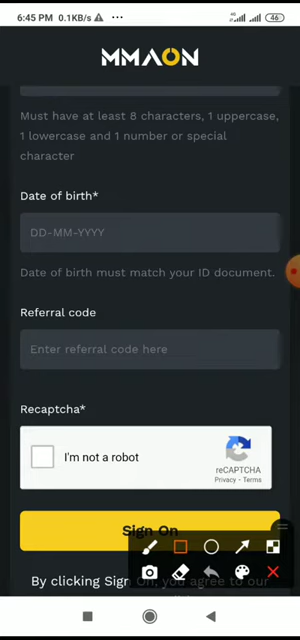 6:45 PM 0.1KB/s
4G
46
MMAON
Must have at least 8 characters, 1 uppercase,
1 lowercase and 1 number or special
character
Date of birth*
DD-MM-YYYY
Date of birth must match your ID document.
Referral code
Enter referral code here
Recaptcha*
I'm not a robot
reCAPTCHA
Privacy - Terms
Sign On
By clicking Sign On, you agree to our